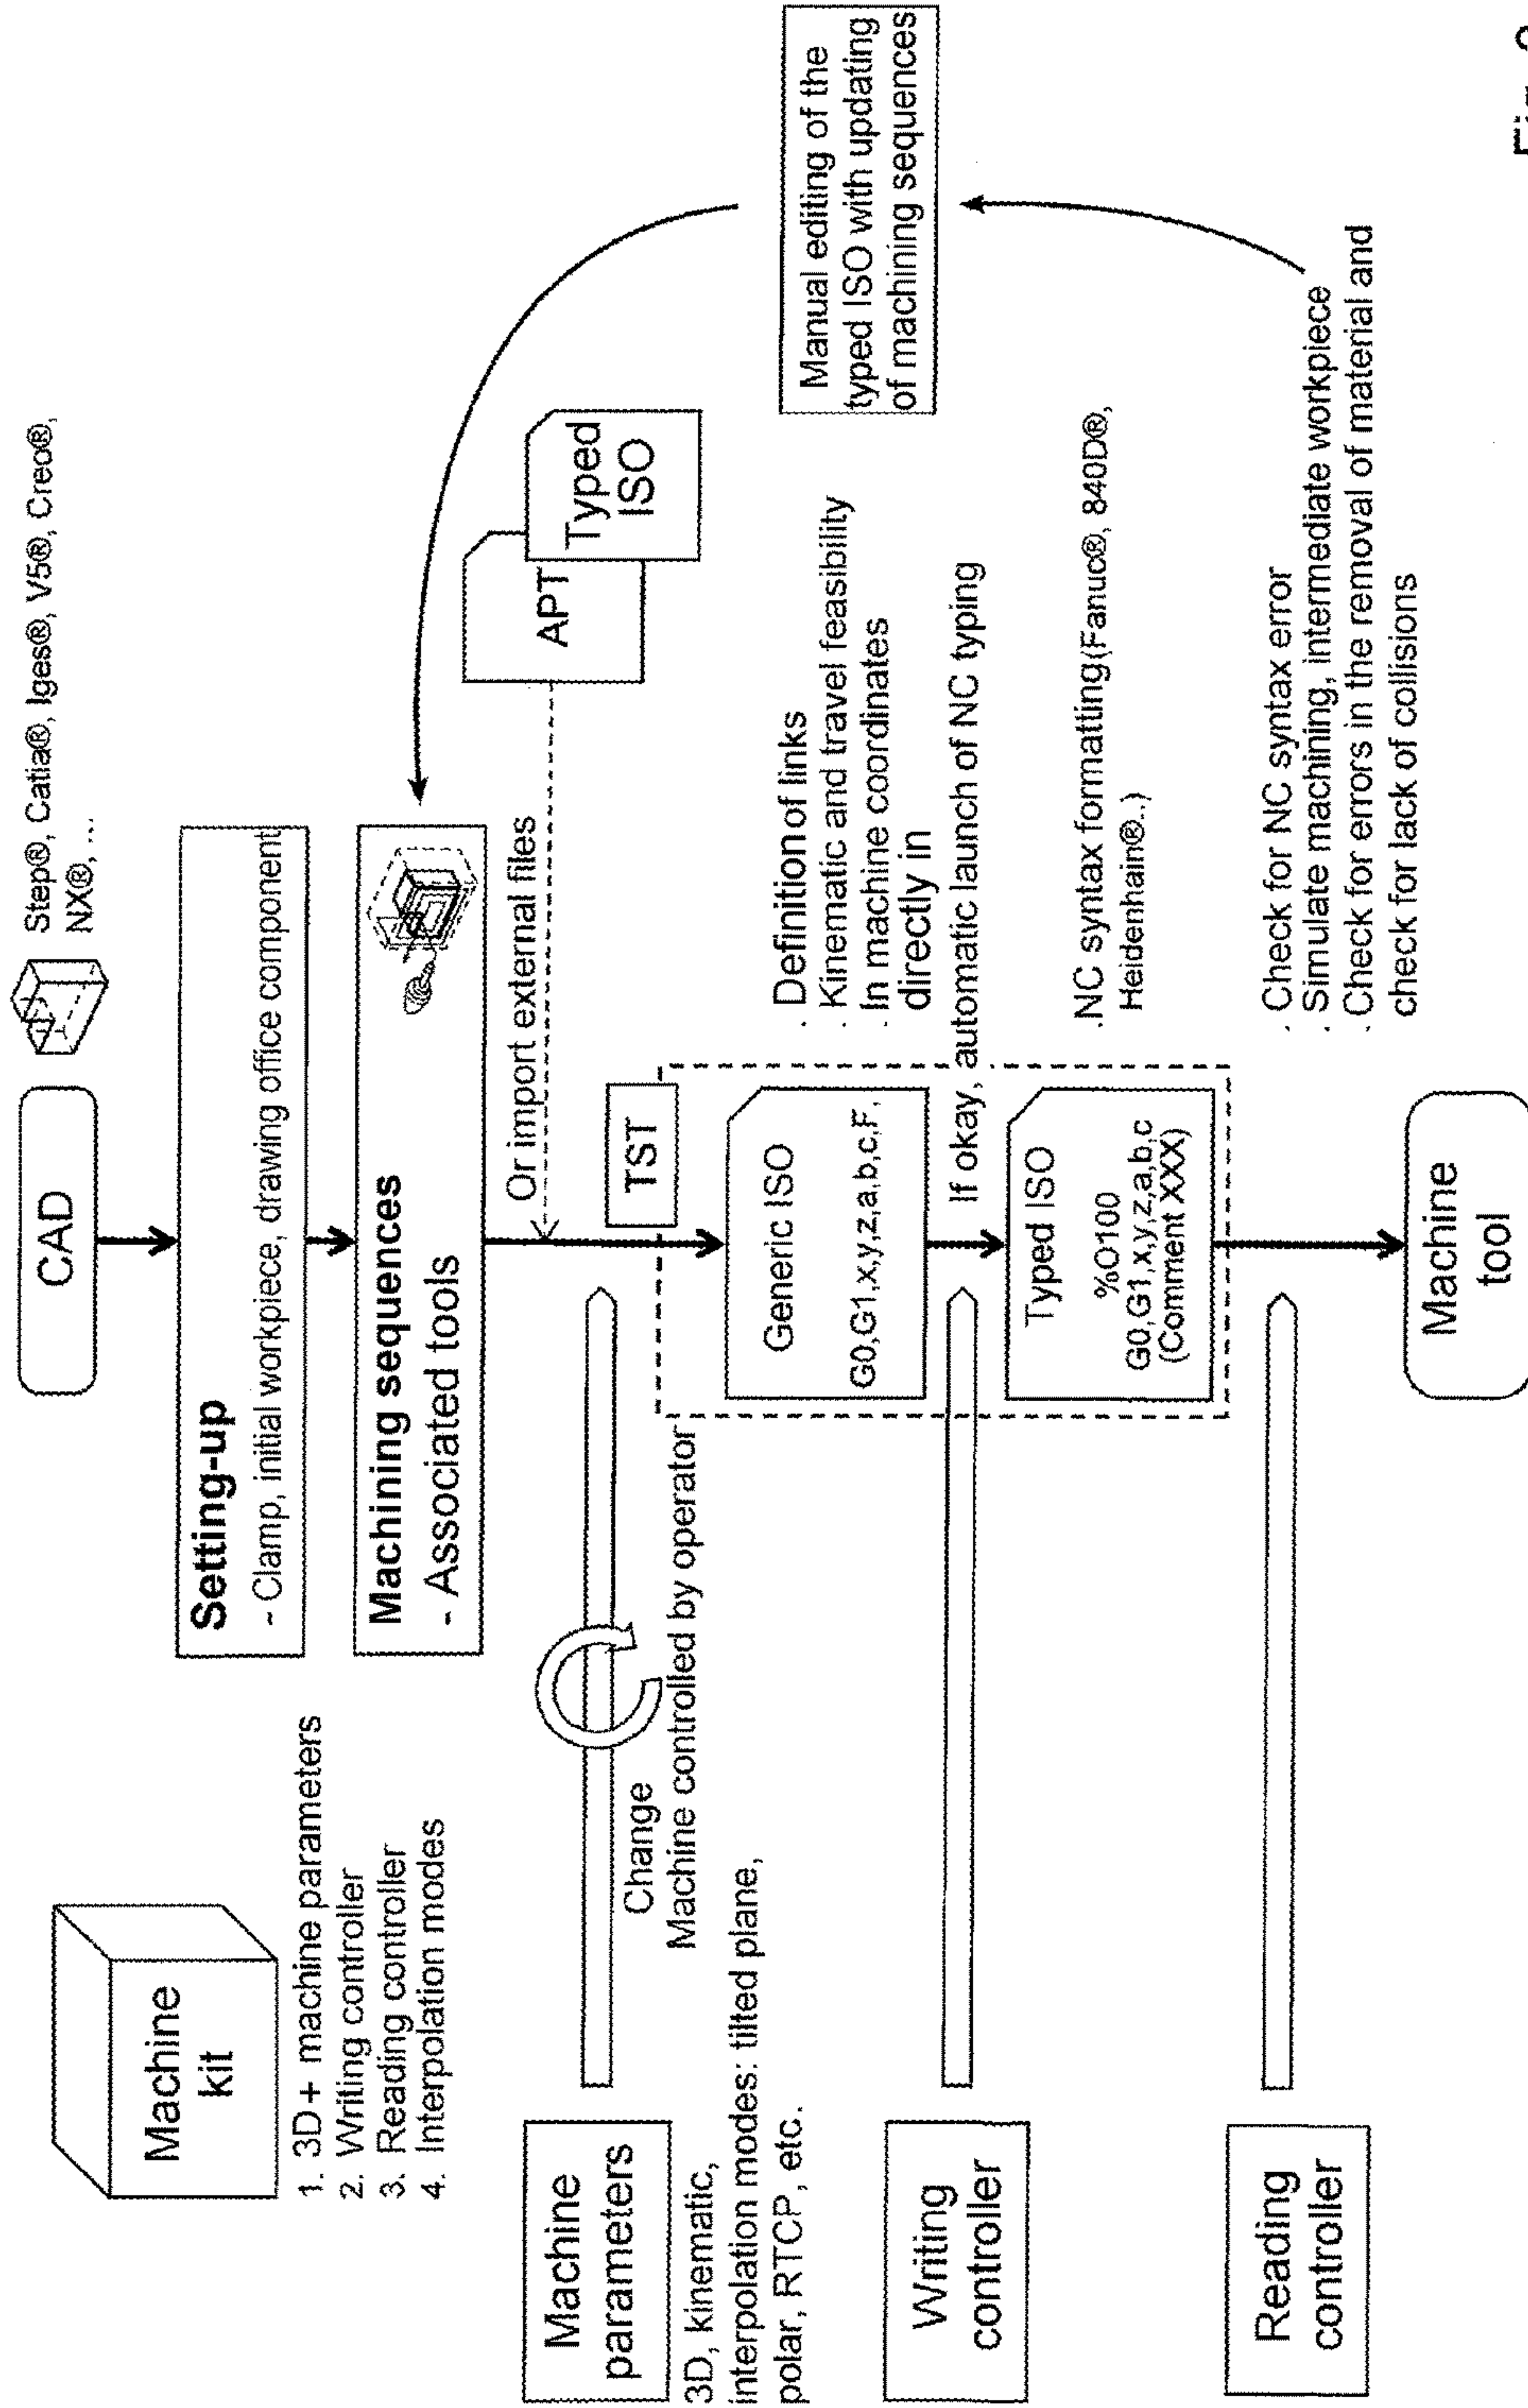 CAD
Step®, Catia®, Iges®, V5®, Creo®,
NX®, ...
Machine
kit
1. 3D+ machine parameters
2. Writing controller
3. Reading controller
4. Interpolation modes
Setting-up
- Clamp, initial workpiece, drawing office component
Machining sequences
- Associated tools
Or import external files
APT
Typed
ISO
Machine
parameters
3D, kinematic,
interpolation modes: tilted plane,
polar, RTCP, etc.
Change
Machine controlled by operator
TST
Generic ISO
G0,G1,x,y,z,a,b,c,F,
. Definition of links
. Kinematic and travel feasibility
. In machine coordinates
directly in
Manual editing of the
typed ISO with updating
of machining sequences
If okay, automatic launch of NC typing
Writing
controller
Typed ISO
%O100
G0,G1,x,y,z,a,b,c
(Comment XXX)
.NC syntax formatting(Fanuc®, 840D®,
Heidenhain®..)
Reading
controller
. Check for NC syntax error
. Simulate machining, intermediate workpiece
. Check for errors in the removal of material and
check for lack of collisions
Machine
tool